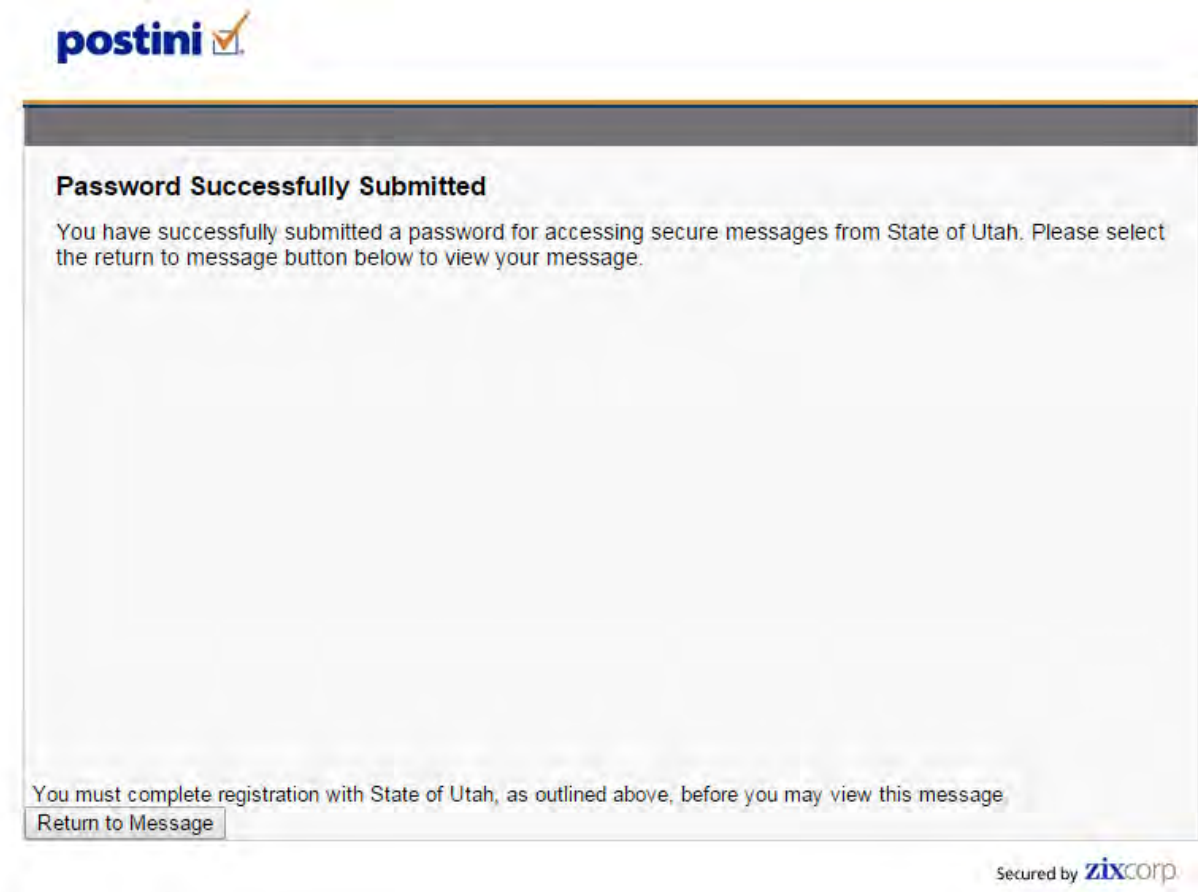 postini
Password Successfully Submitted
You have successfully submitted a password for accessing secure messages from State of Utah. Please select
the return to message button below to view your message.
You must complete registration with State of Utah, as outlined above, before you may view this message.
Return to Message
Secured by zixcorp